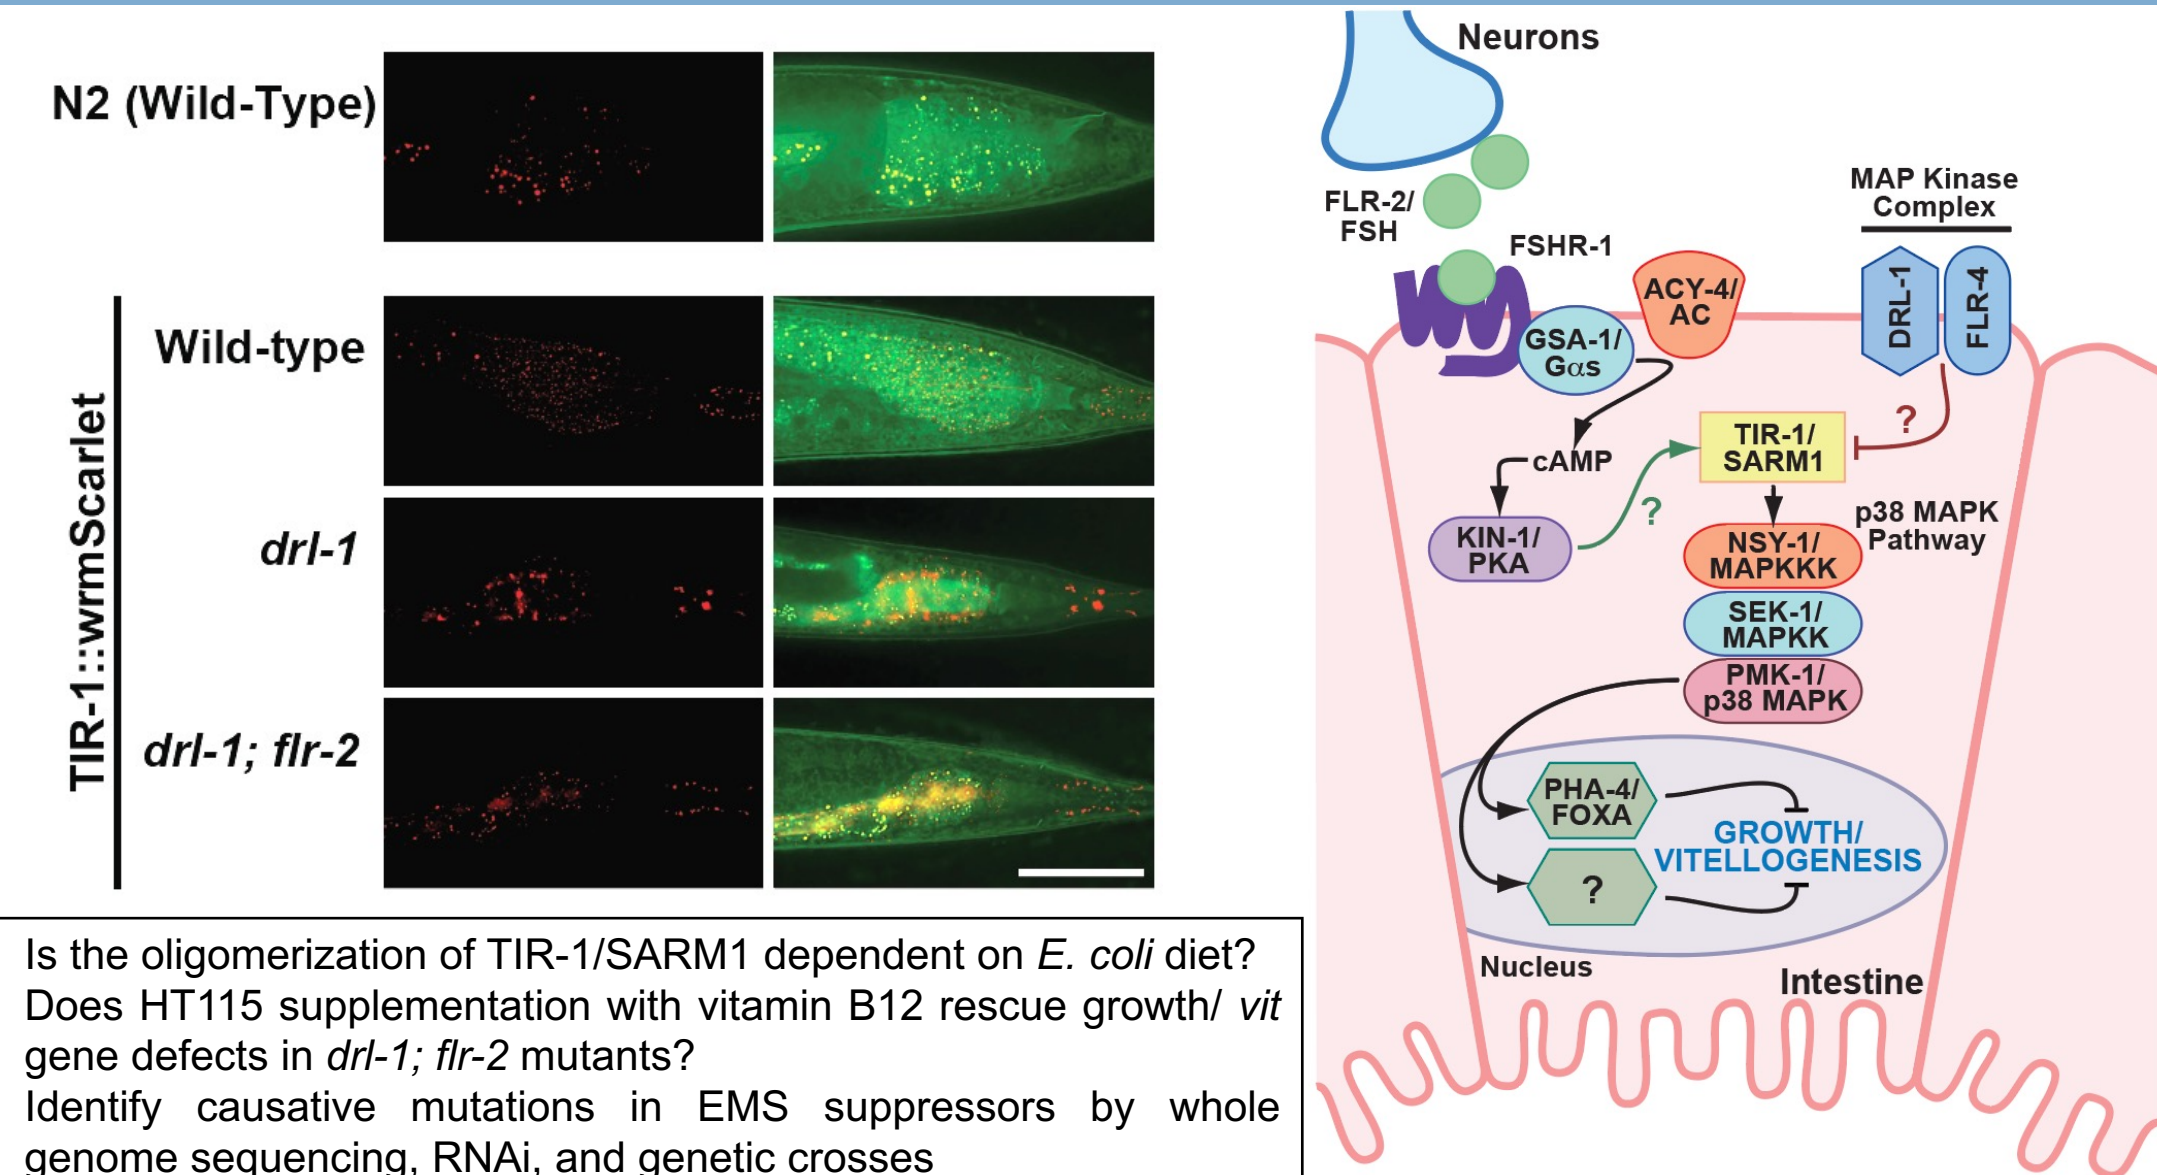 N2 (Wild-Type)
TIR-1::wrmScarlet
Wild-type
drl-1
drl-1; flr-2
Is the oligomerization of TIR-1/SARM1 dependent on E. coli diet?
Does HT115 supplementation with vitamin B12 rescue growth/ vit
gene defects in drl-1; flr-2 mutants?
Identify causative mutations in EMS suppressors by whole
genome sequencing, RNAi, and genetic crosses
Neurons
FLR-2/
FSH
FSHR-1
MAP Kinase
Complex
ACY-4/
AC
DRL-1
FLR-4
GSA-1/
Gαs
?
cAMP
TIR-1/
SARM1
?
KIN-1/
PKA
p38 MAPK
Pathway
NSY-1/
MAPKKK
SEK-1/
MAPKK
PMK-1/
p38 MAPK
PHA-4/
FOXA
GROWTH/
VITELLOGENESIS
?
Nucleus
Intestine